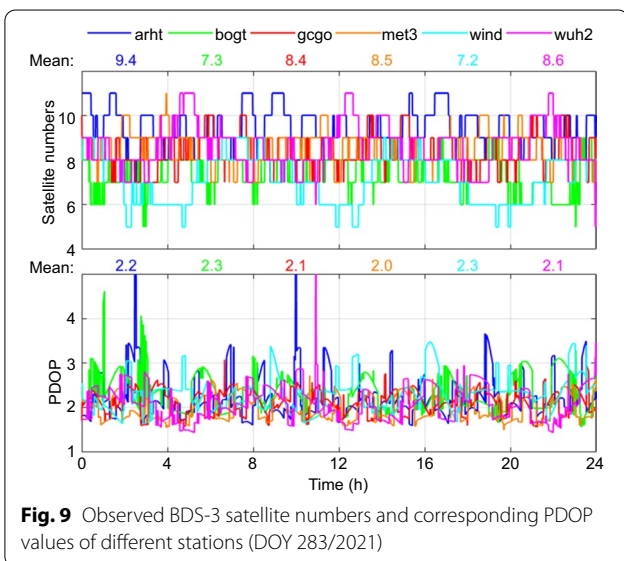 arht bogt gcgo met3 wind wuh2
Mean: 9.4 7.3 8.4 8.5 7.2 8.6
Satellite numbers
10
8
6
4
Mean: 2.2 2.3 2.1 2.0 2.3 2.1
PDOP
4
3
2
1
0 4 8 12 16 20 24
Time (h)
Fig. 9 Observed BDS-3 satellite numbers and corresponding PDOP
values of different stations (DOY 283/2021)